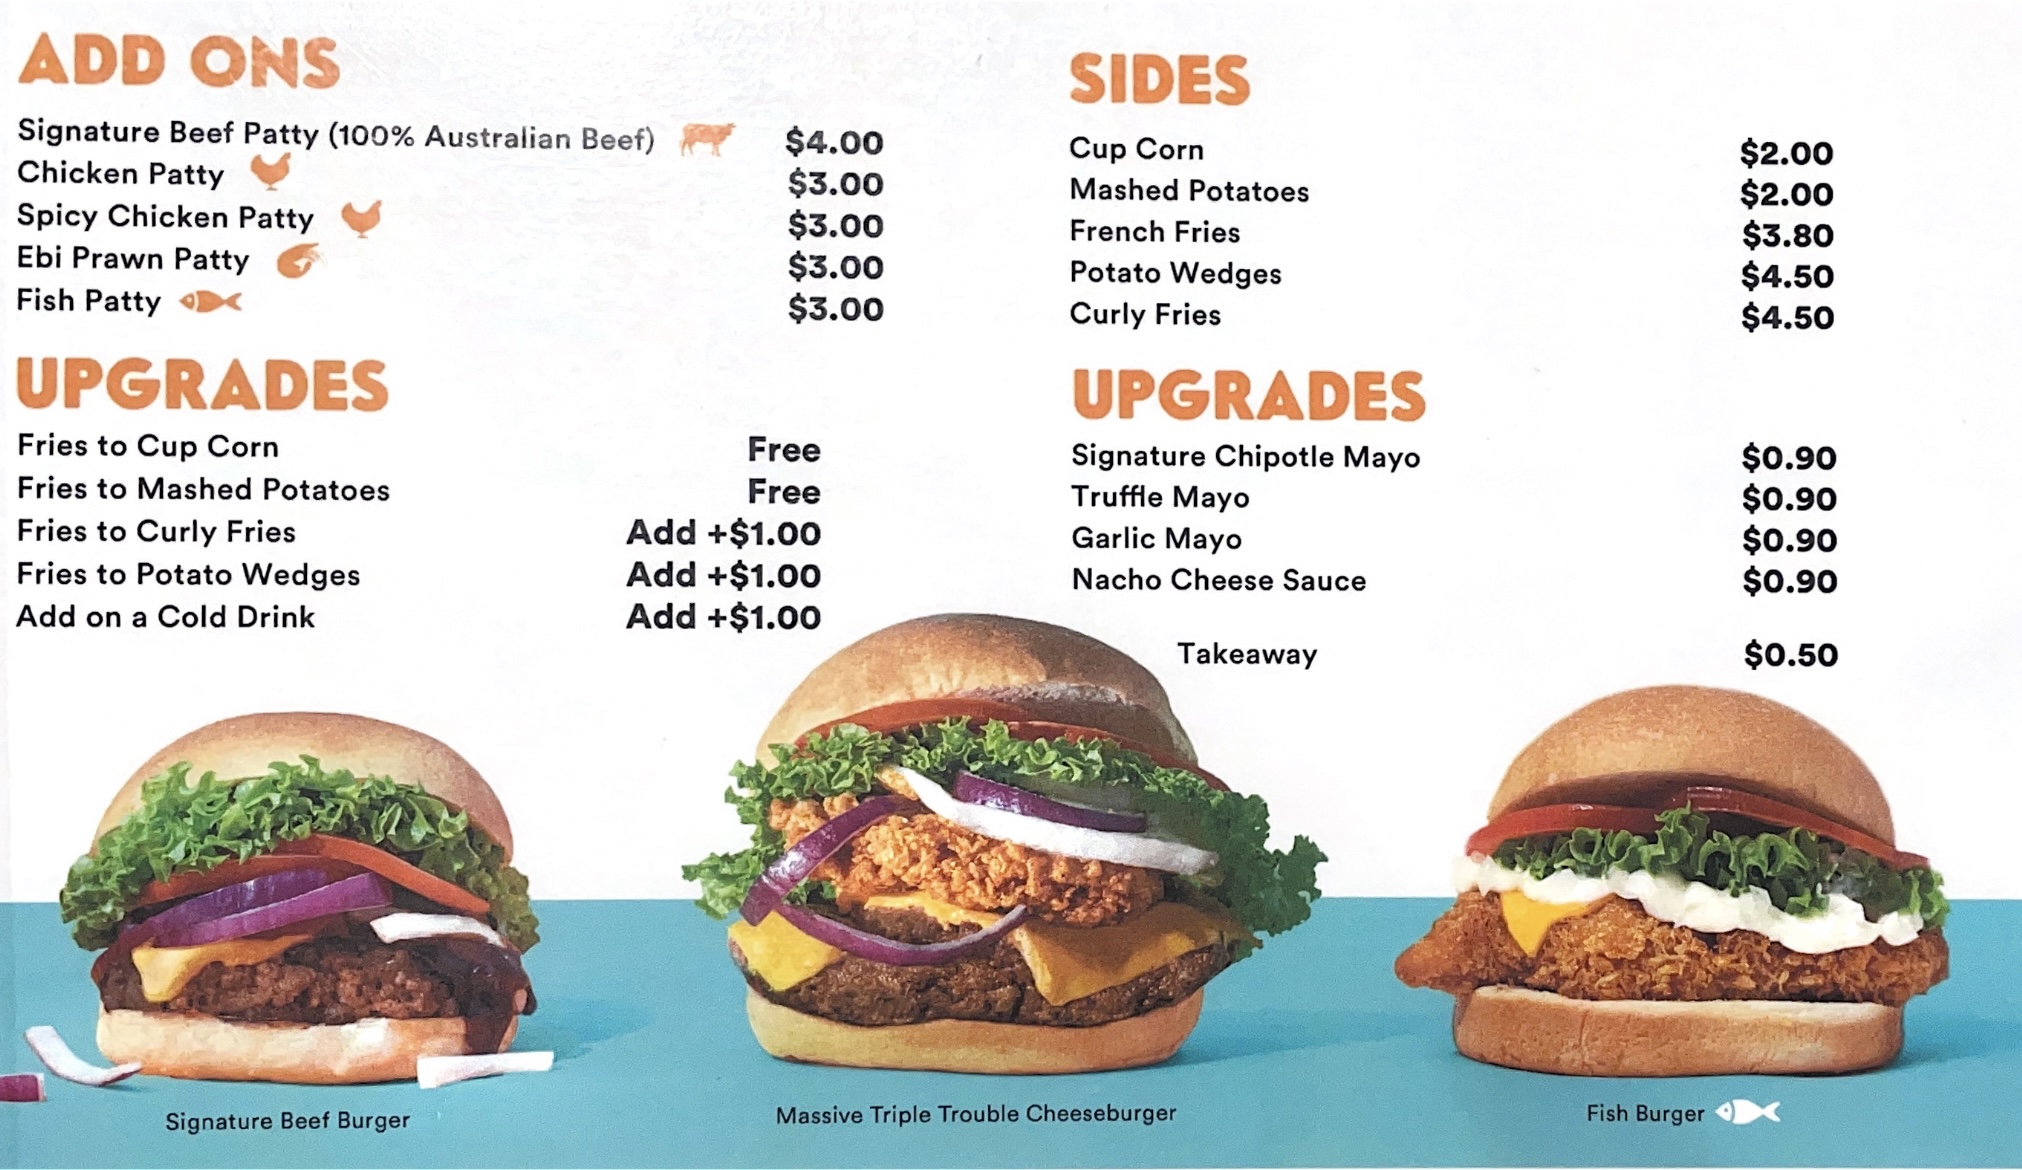 ADD ONS
Signature Beef Patty (100% Australian Beef) $4.00
Chicken Patty $3.00
Spicy Chicken Patty $3.00
Ebi Prawn Patty $3.00
Fish Patty $3.00
UPGRADES
Fries to Cup Corn Free
Fries to Mashed Potatoes Free
Fries to Curly Fries Add +$1.00
Fries to Potato Wedges Add +$1.00
Add on a Cold Drink Add +$1.00
SIDES
Cup Corn $2.00
Mashed Potatoes $2.00
French Fries $3.80
Potato Wedges $4.50
Curly Fries $4.50
UPGRADES
Signature Chipotle Mayo $0.90
Truffle Mayo $0.90
Garlic Mayo $0.90
Nacho Cheese Sauce $0.90
Takeaway $0.50
Signature Beef Burger
Massive Triple Trouble Cheeseburger
Fish Burger